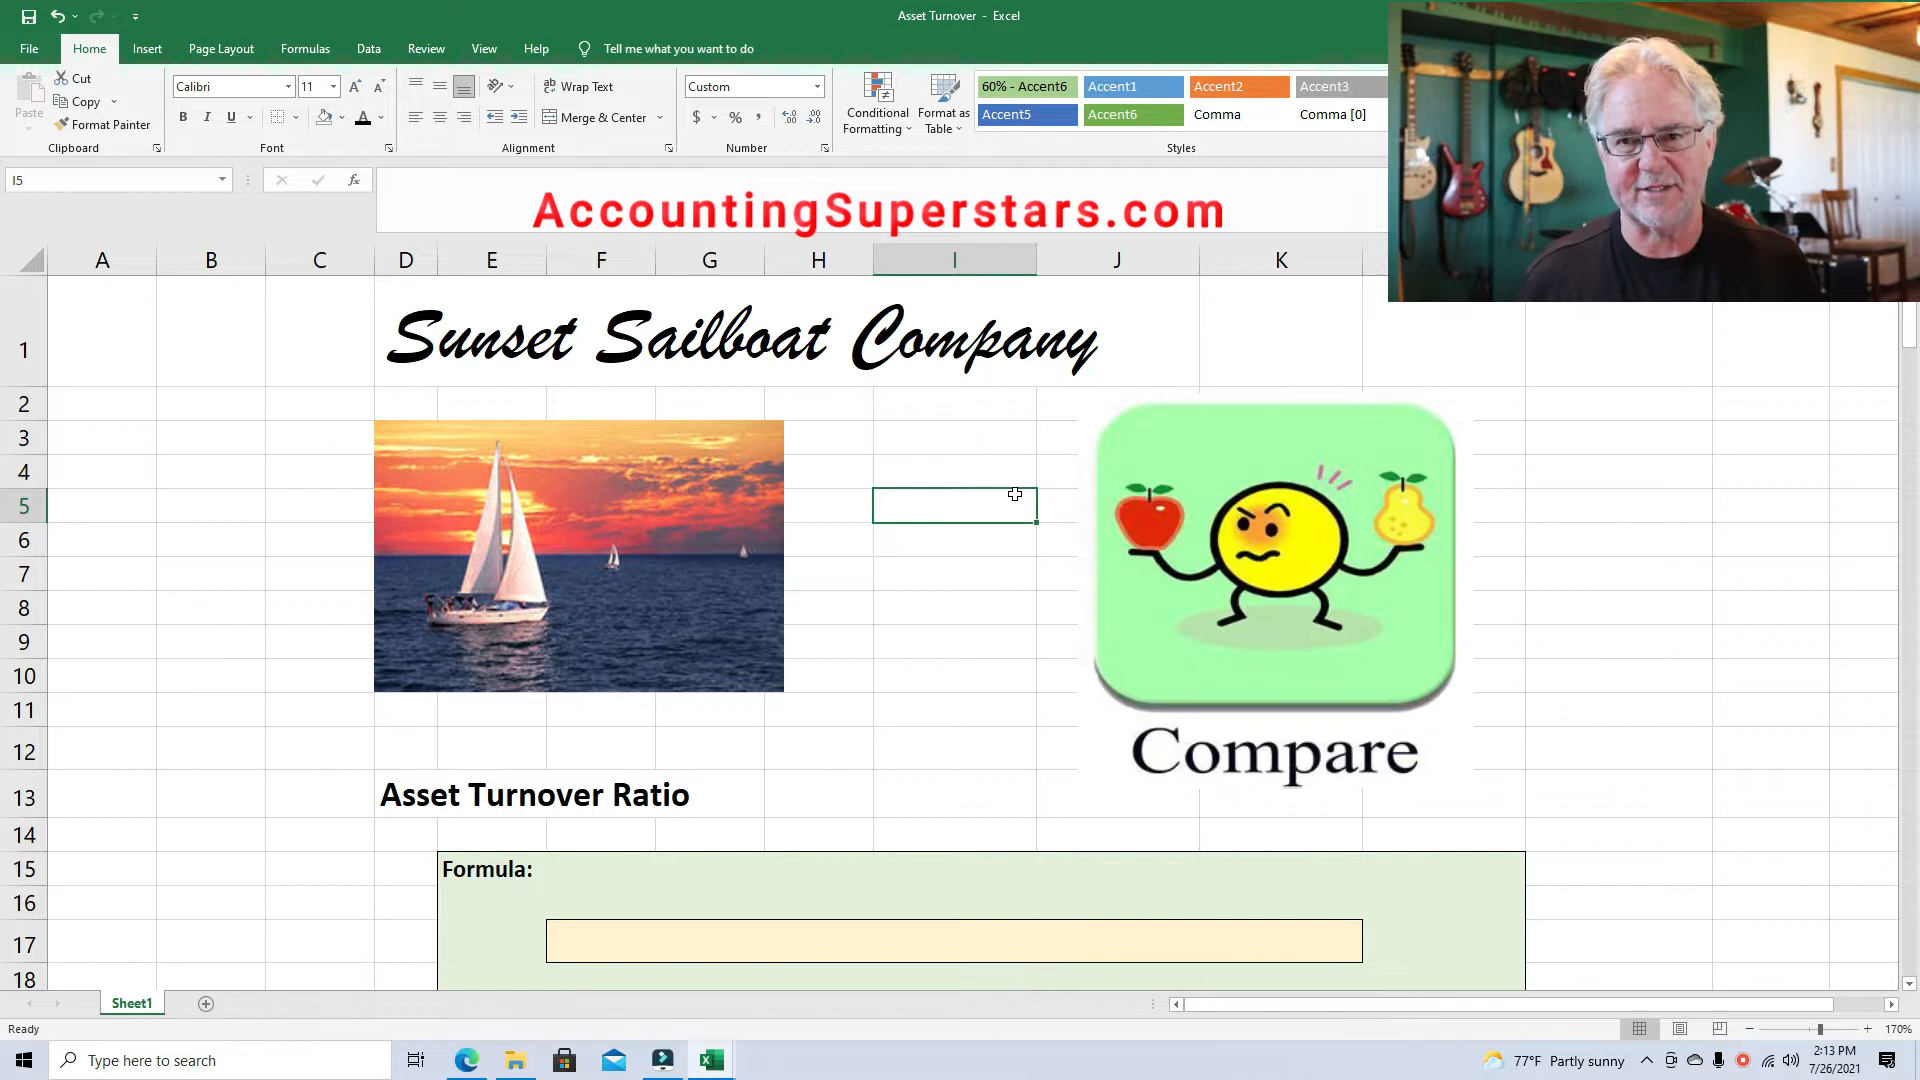 Asset Turnover - Excel
File Home Insert Page Layout Formulas Data Review View Help Tell me what you want to do
Paste
Cut
Copy
Format Painter
Clipboard
Calibri 11
B I U
Font
Wrap Text
Merge & Center
Alignment
Custom
$ % ,
Number
Conditional Formatting
Format as Table
60% - Accent6 Accent1 Accent2 Accent3
Accent5 Accent6 Comma Comma [0]
Styles
I5
fx
AccountingSuperstars.com
A B C D E F G H I J K
1
2
3
4
5
6
7
8
9
10
11
12
13
14
15
16
17
18
Sunset Sailboat Company
Compare
Asset Turnover Ratio
Formula:
Sheet1
Ready
170%
Type here to search
77°F Partly sunny
2:13 PM
7/26/2021